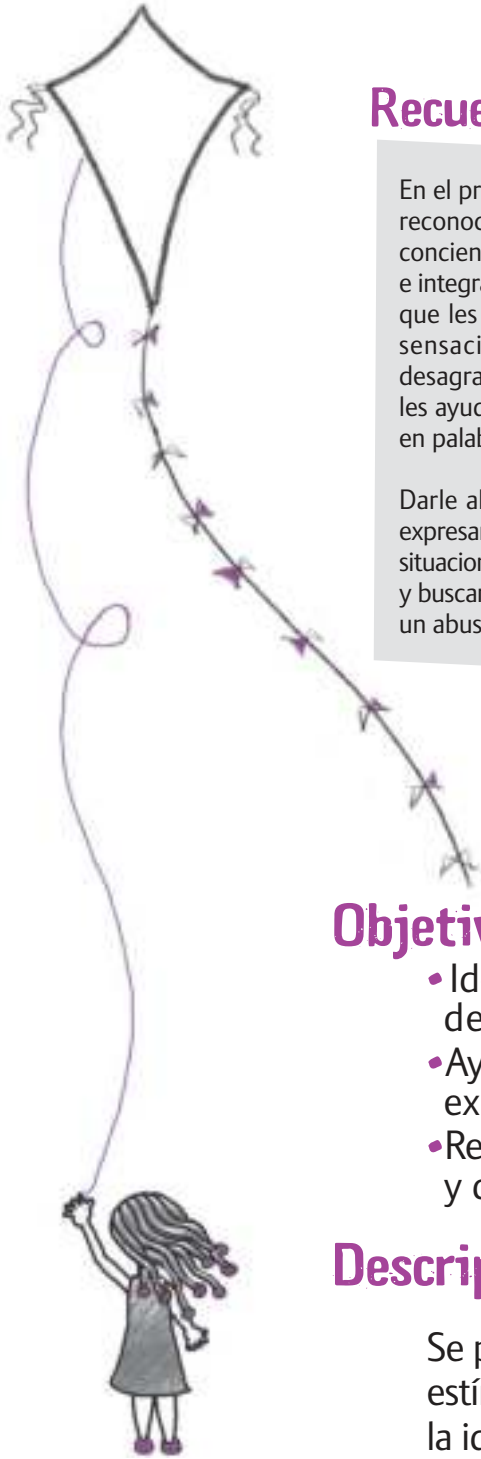 Recue
En el pr
reconoc
concien
e integra
que les
sensaci
desagra
les ayud
en palab
Darle al
expresar
situacion
y buscar
un abus
Objetiv
• Id
de
•Ay
ex
•Re
y c
Descrip
Se p
estí
la id